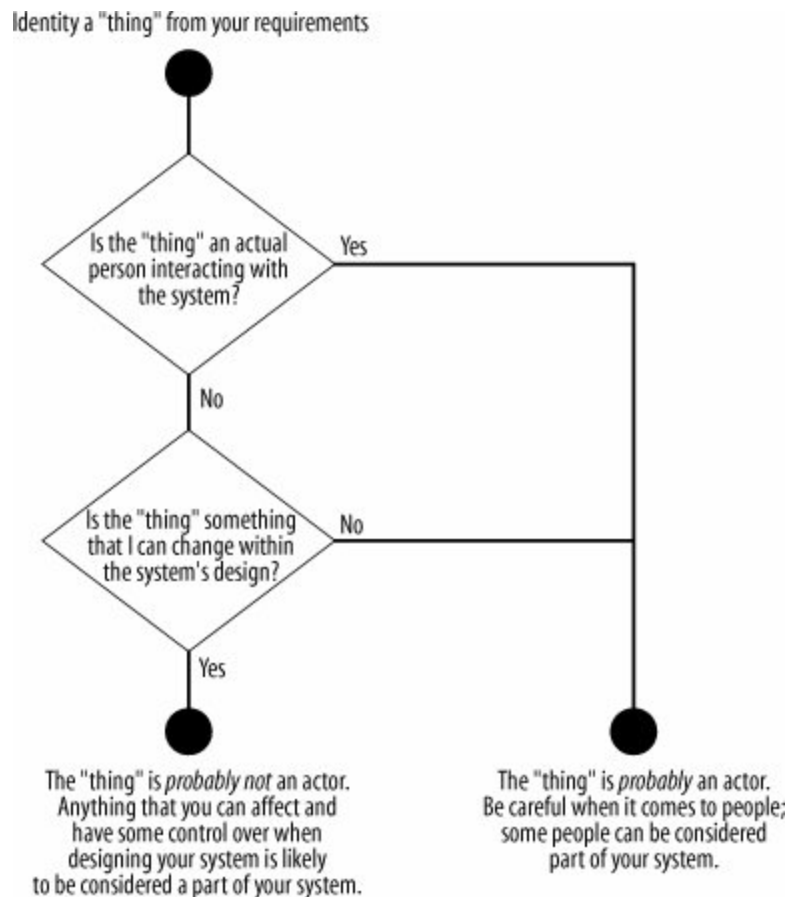 Identity a "thing" from your requirements
Is the "thing" an actual
person interacting with
the system?
Yes
No
Is the "thing" something
that I can change within
the system's design?
No
Yes
The "thing" is probably not an actor.
Anything that you can affect and
have some control over when
designing your system is likely
to be considered a part of your system.
The "thing" is probably an actor.
Be careful when it comes to people;
some people can be considered
part of your system.